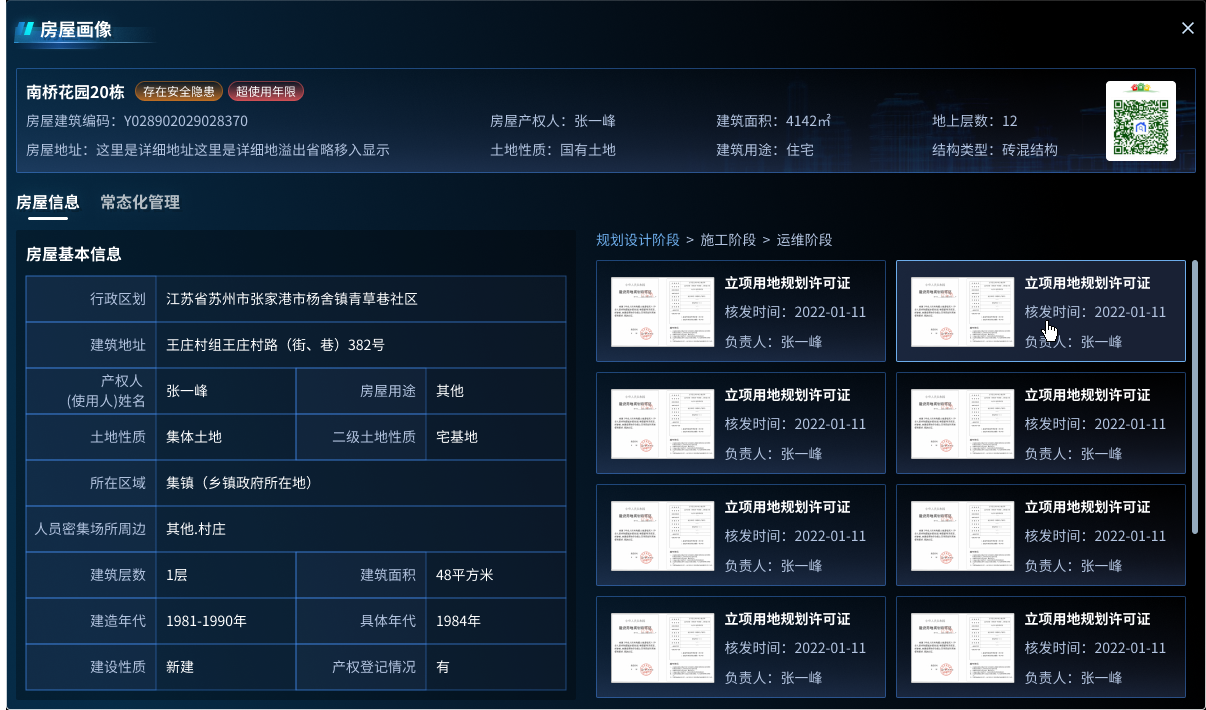 房屋画像
南桥花园20栋 存在安全隐患 超使用年限
房屋建筑编码：Y028902029028370 房屋产权人：张一峰 建筑面积：4142㎡ 地上层数：12
房屋地址：这里是详细地址这里是详细地溢出省略移入显示 土地性质：国有土地 建筑用途：住宅 结构类型：砖混结构
房屋信息 常态化管理
房屋基本信息
行政区划 江苏省苏州市张家港市杨舍镇青草巷社区
建筑地址 王庄村组王庄村路（街、巷）382号
产权人
(使用人)姓名 张一峰 房屋用途 其他
土地性质 集体土地 二级土地性质 宅基地
所在区域 集镇（乡镇政府所在地）
人员密集场所周边 其他,村庄
建筑层数 1层 建筑面积 48平方米
建造年代 1981-1990年 具体年代 1984年
建设性质 新建 产权登记情况 有
规划设计阶段 > 施工阶段 > 运维阶段
立项用地规划许可证
核发时间：2022-01-11
负责人：张一峰
立项用地规划许可证
核发时间：2022-01-11
负责人：张一峰
立项用地规划许可证
核发时间：2022-01-11
负责人：张一峰
立项用地规划许可证
核发时间：2022-01-11
负责人：张一峰
立项用地规划许可证
核发时间：2022-01-11
负责人：张一峰
立项用地规划许可证
核发时间：2022-01-11
负责人：张一峰
立项用地规划许可证
核发时间：2022-01-11
负责人：张一峰
立项用地规划许可证
核发时间：2022-01-11
负责人：张一峰